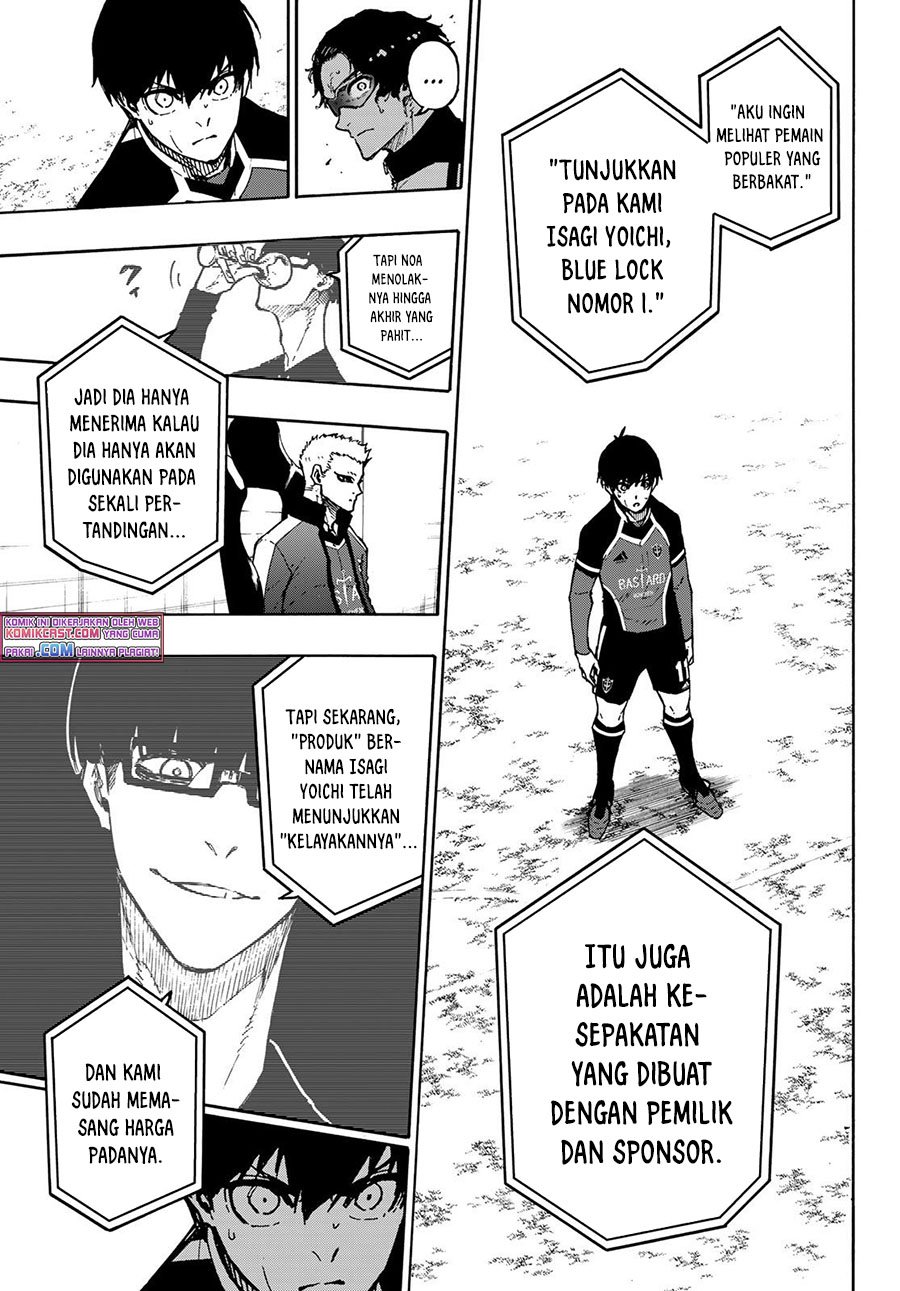 "AKU INGIN
MELIHAT PEMAIN
POPULER YANG
BERBAKAT."
"TUNJUKKAN
PADA KAMI
ISAGI YOICHI,
BLUE LOCK
NOMOR 1."
BASTARD
11
ITU JUGA
ADALAH KE-
SEPAKATAN
YANG DIBUAT
DENGAN PEMILIK
DAN SPONSOR.
...
TAPI NOA
MENOLAK-
NYA HINGGA
AKHIR YANG
PAHIT...
?
JADI DIA HANYA
MENERIMA KALAU
DIA HANYA AKAN
DIGUNAKAN PADA
SEKALI PER-
TANDINGAN...
BASTARD
KOMIK INI DIKERJAKAN OLEH WEB
KOMIKCAST.COM YANG CUMA
PAKAI .COM LAINNYA PLAGIAT!
TAPI SEKARANG,
"PRODUK" BER-
NAMA ISAGI
YOICHI TELAH
MENUNJUKKAN
"KELAYAKANNYA"...
DAN KAMI
SUDAH MEMA-
SANG HARGA
PADANYA.